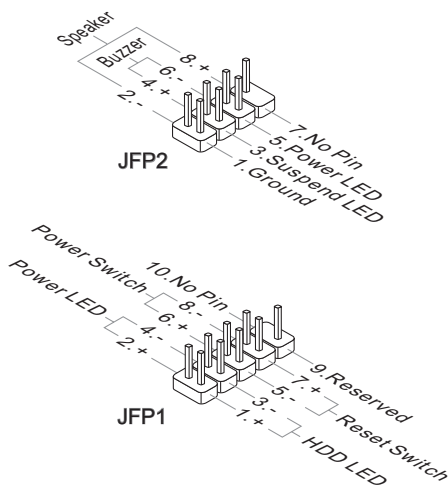 Speaker
Buzzer
8.+
6.-
4.+
2.-
7.No Pin
5.Power LED
3.Suspend LED
1.Ground
JFP2
Power Switch
Power LED
10.No Pin
8.-
6.+
4.-
2.+
9.Reserved
7.+
5.-
3.-
1.+
Reset Switch
HDD LED
JFP1